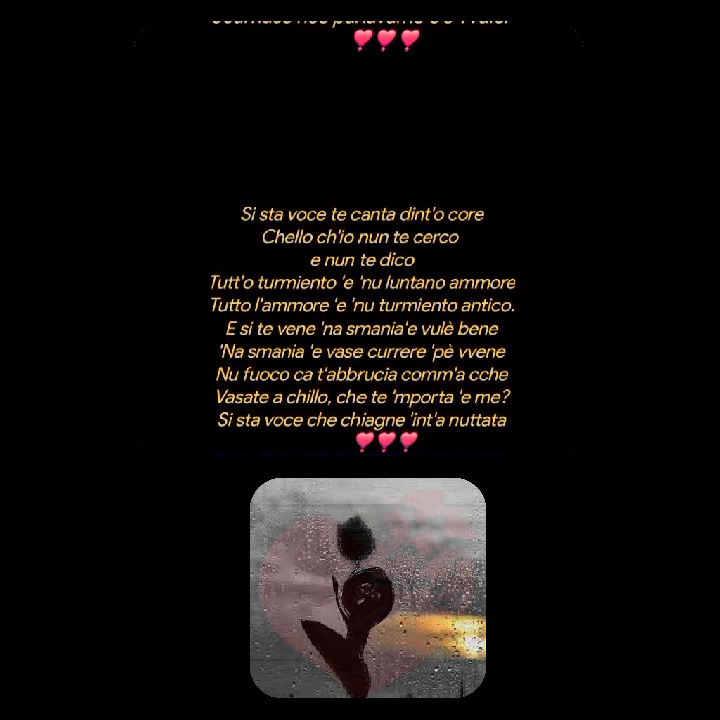 Si sta voce te canta dint'o core
Chello ch'io nun te cerco
e nun te dico
Tutt'o turmiento 'e 'nu luntano ammore
Tutto l'ammore 'e 'nu turmiento antico.
E si te vene 'na smania'e vulè bene
'Na smania 'e vase currere 'pè vvene
Nu fuoco ca t'abbrucia comm'a cche
Vasate a chillo, che te 'mporta 'e me?
Si sta voce che chiagne 'int'a nuttata